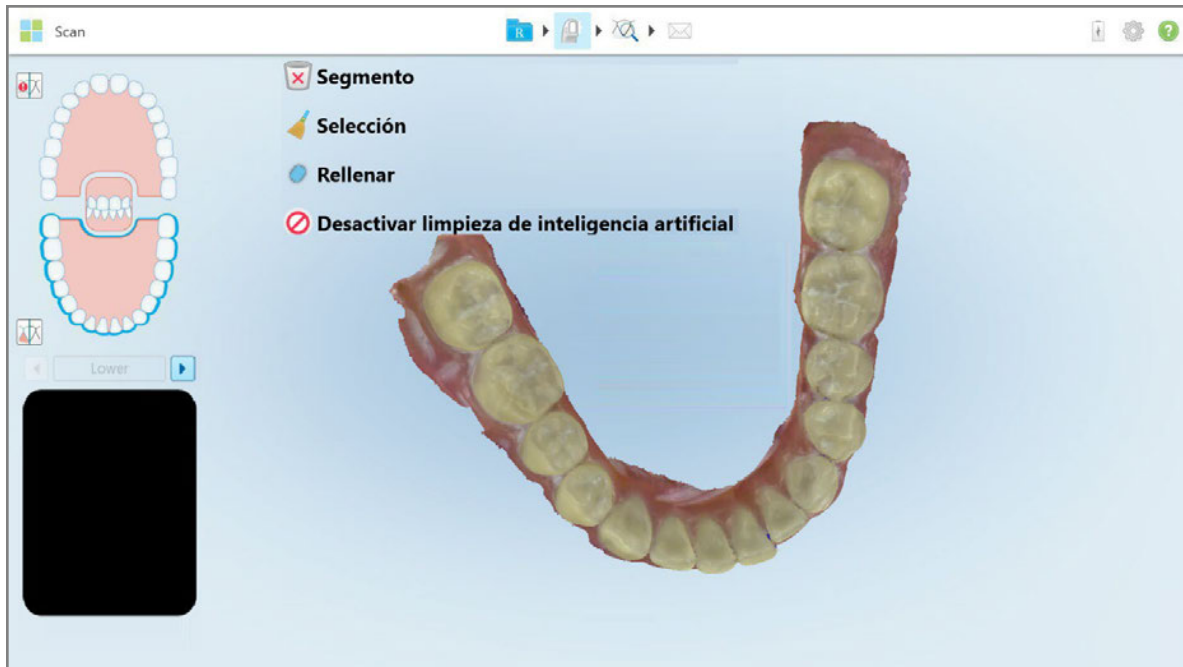 Scan
R
Segmento
Selección
Rellenar
Desactivar limpieza de inteligencia artificial
Lower
?